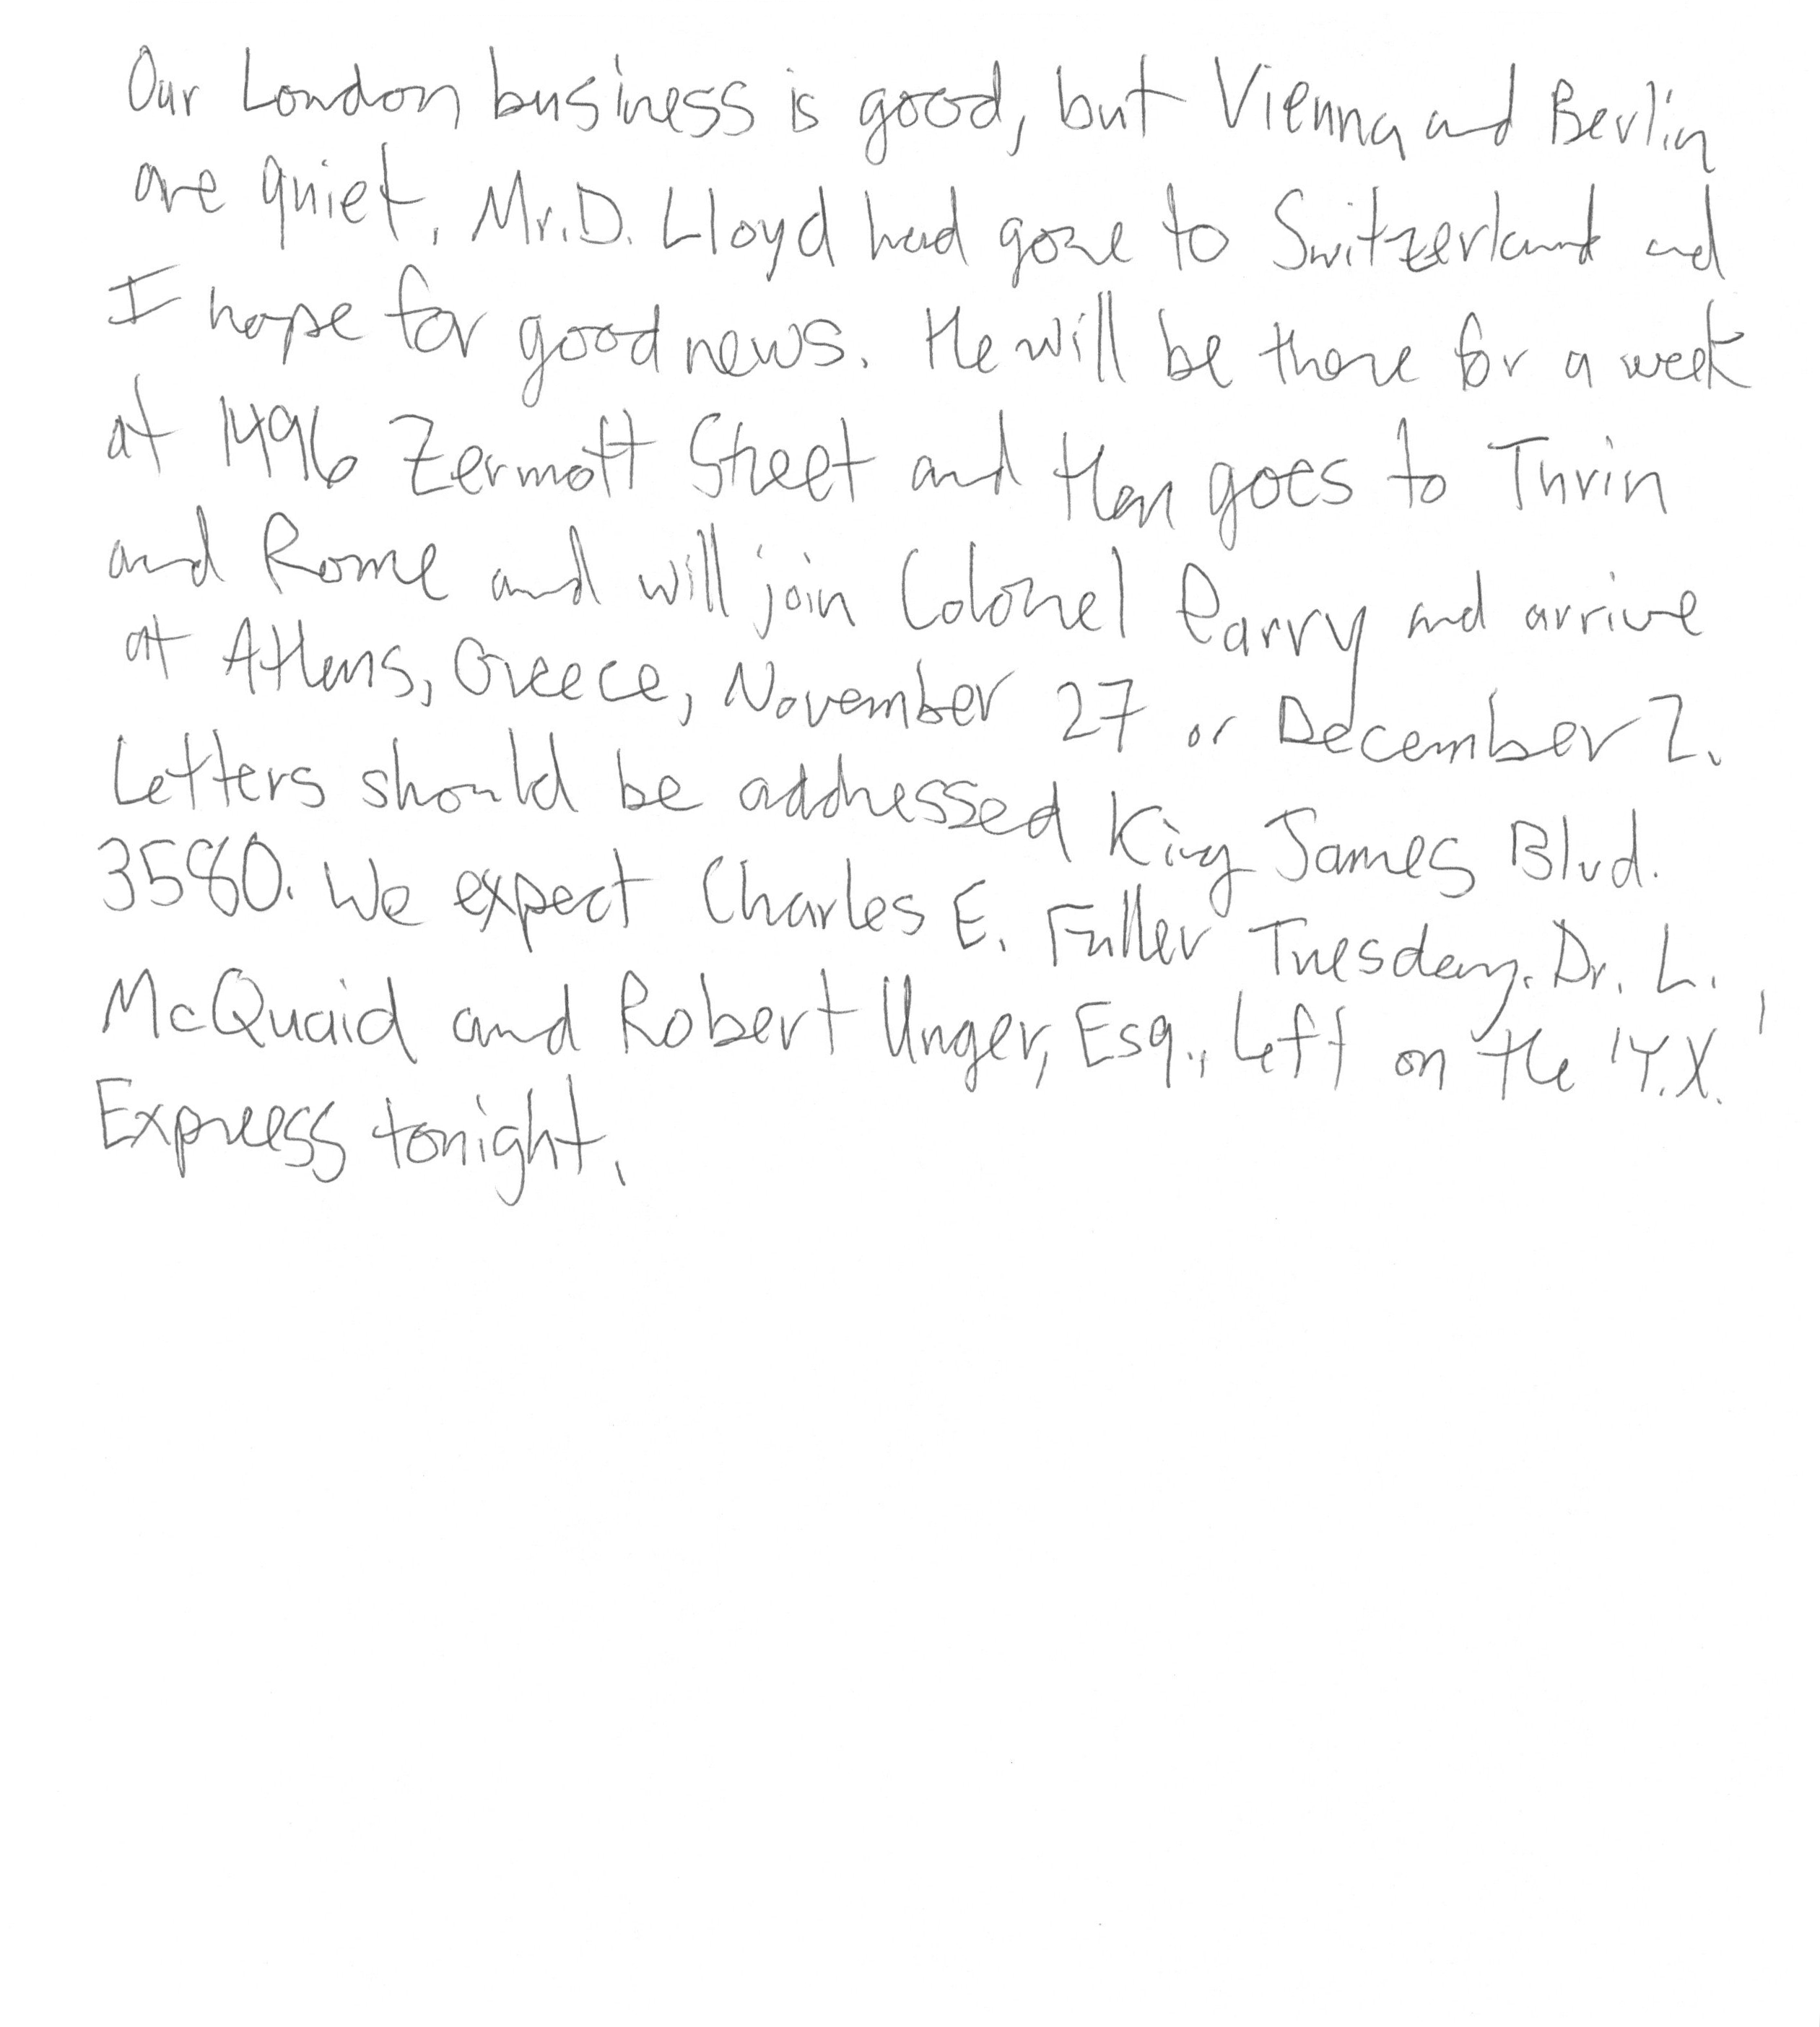 Our London business is good, but Vienna and Berlin
are quiet. Mr. D. Lloyd had gone to Switzerland and
I hope for good news. He will be there for a week
at 1496 Zermott Street and then goes to Turin
and Rome and will join Colonel Parry and arrive
at Athens, Greece, November 27 or December 2.
Letters should be addressed King James Blvd.
3580. We expect Charles E. Fuller Tuesday. Dr. L.
McQuaid and Robert Unger, Esq., left on the 'Y.X.'
Express tonight.